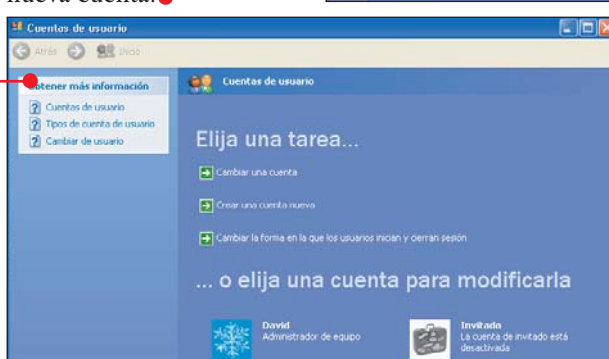 nueva cuenta.
Cuentas de usuario
Atrás Inicio
Obtener más información
Cuentas de usuario
Tipos de cuenta de usuario
Cambiar de usuario
Cuentas de usuario
Elija una tarea...
Cambiar una cuenta
Crear una cuenta nueva
Cambiar la forma en la que los usuarios inician y cierran sesión
... o elija una cuenta para modificarla
David
Administrador de equipo
Invitado
La cuenta de invitado está
desactivada